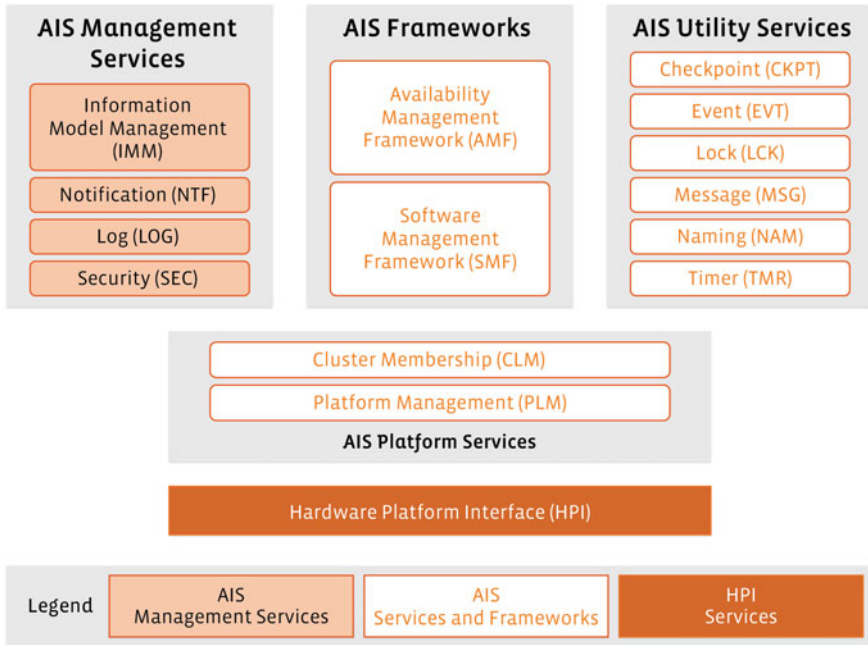 AIS Management
Services
Information
Model Management
(IMM)
Notification (NTF)
Log (LOG)
Security (SEC)
AIS Frameworks
Availability
Management
Framework (AMF)
Software
Management
Framework (SMF)
AIS Utility Services
Checkpoint (CKPT)
Event (EVT)
Lock (LCK)
Message (MSG)
Naming (NAM)
Timer (TMR)
Cluster Membership (CLM)
Platform Management (PLM)
AIS Platform Services
Hardware Platform Interface (HPI)
Legend
AIS
Management Services
AIS
Services and Frameworks
HPI
Services